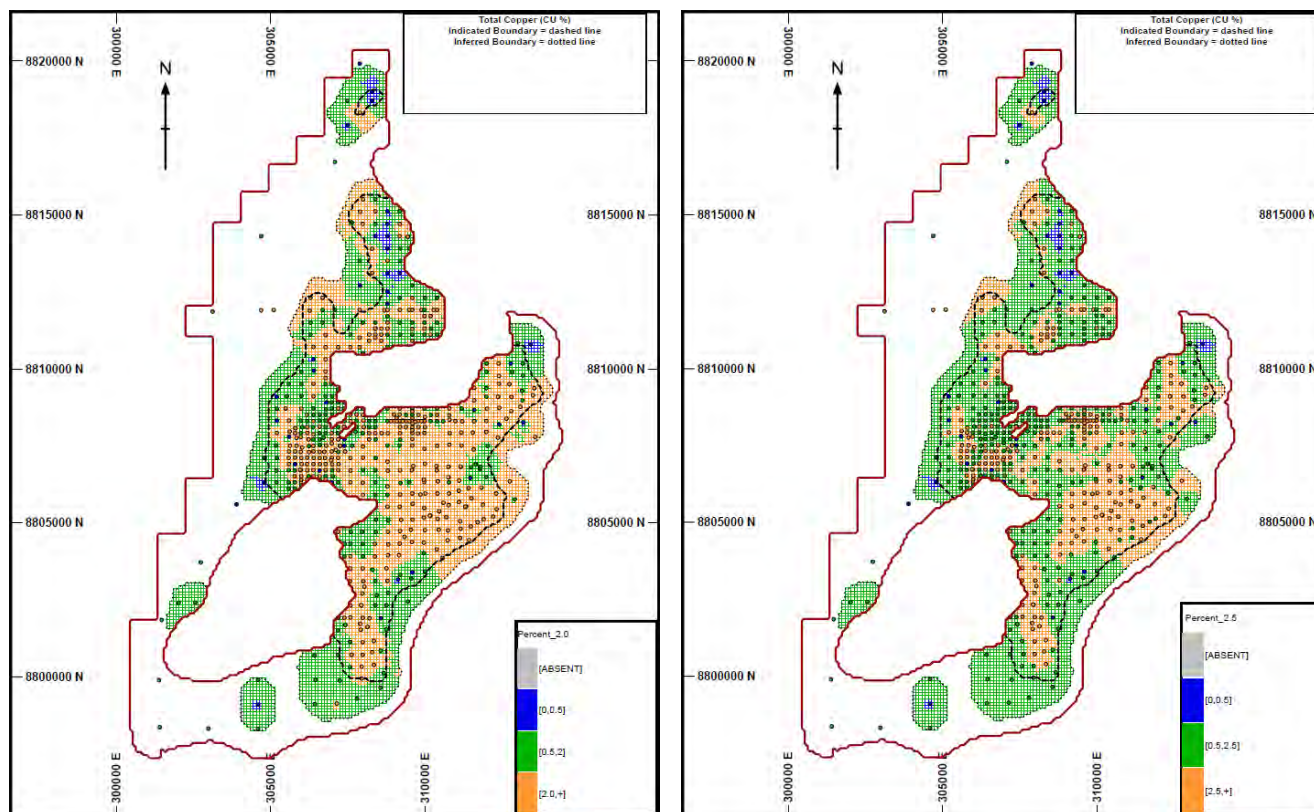 300000 E
305000 E
Total Copper (CU %)
Indicated Boundary = dashed line
Inferred Boundary = dotted line
8820000 N
N
8815000 N
8815000 N
8810000 N
8810000 N
8805000 N
8805000 N
8800000 N
300000 E
305000 E
310000 E
Percent_2.0
[ABSENT]
[0,0.5]
[0.5,2]
[2.0,+]
300000 E
305000 E
Total Copper (CU %)
Indicated Boundary = dashed line
Inferred Boundary = dotted line
8820000 N
N
8815000 N
8815000 N
8810000 N
8810000 N
8805000 N
8805000 N
8800000 N
300000 E
305000 E
310000 E
Percent_2.5
[ABSENT]
[0,0.5]
[0.5,2.5]
[2.5,+]